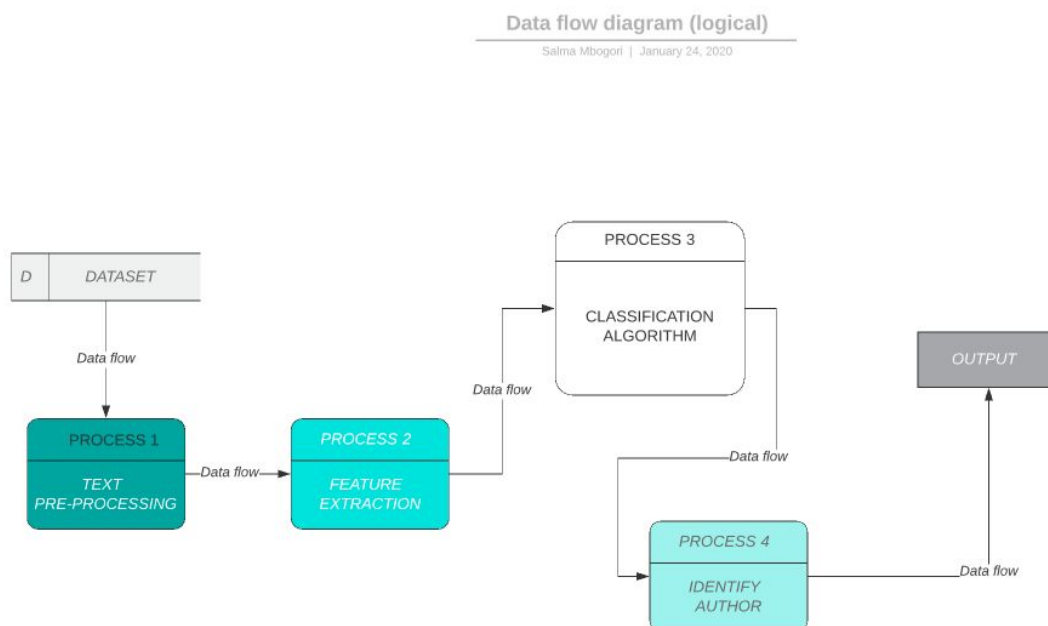 Data flow diagram (logical)
Salma Mbogori | January 24, 2020
PROCESS 3
CLASSIFICATION
ALGORITHM
D
DATASET
Data flow
PROCESS 1
TEXT
PRE-PROCESSING
Data flow
PROCESS 2
FEATURE
EXTRACTION
Data flow
Data flow
PROCESS 4
IDENTIFY
AUTHOR
Data flow
OUTPUT